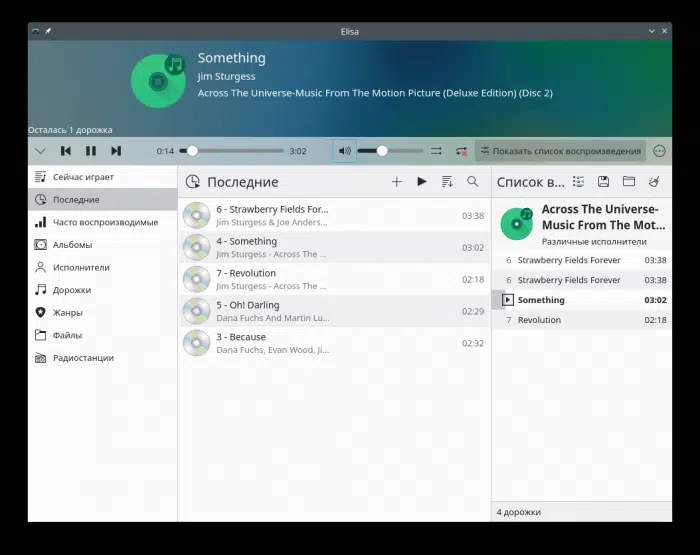 Elisa
Something
Jim Sturgess
Across The Universe-Music From The Motion Picture (Deluxe Edition) (Disc 2)
Осталась 1 дорожка
0:14
3:02
Показать список воспроизведения
Сейчас играет
Последние
Часто воспроизводимые
Альбомы
Исполнители
Дорожки
Жанры
Файлы
Радиостанции
Последние
6 - Strawberry Fields For...
Jim Sturgess & Joe Anders...
03:38
4 - Something
Jim Sturgess - Across The ...
03:02
7 - Revolution
Jim Sturgess - Across The ...
02:18
5 - Oh! Darling
Dana Fuchs And Martin Lu...
02:29
3 - Because
Dana Fuchs, Evan Wood, Ji...
02:32
Список в...
Across The Universe-
Music From The Mot...
Различные исполнители
6 Strawberry Fields Forever 03:38
6 Strawberry Fields Forever 03:38
Something 03:02
7 Revolution 02:18
4 дорожки